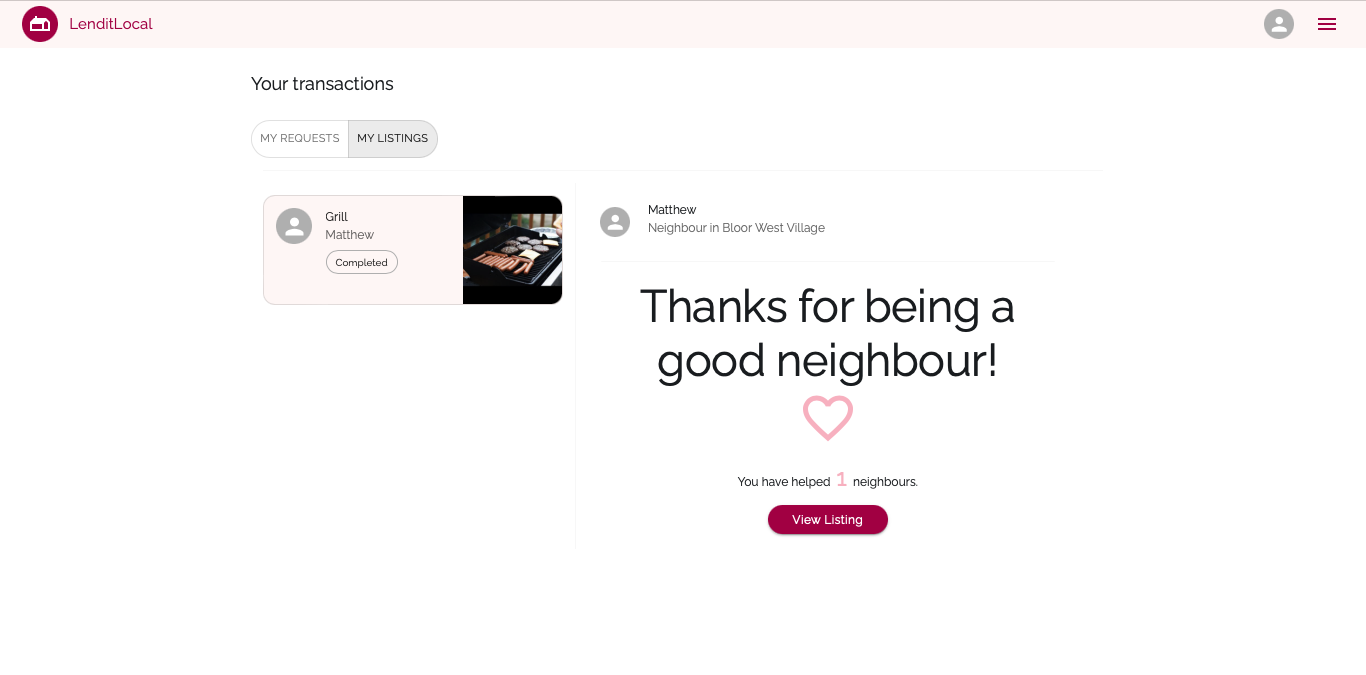 LenditLocal
Your transactions
MY REQUESTS
MY LISTINGS
Grill
Matthew
Completed
Matthew
Neighbour in Bloor West Village
Thanks for being a
good neighbour!
You have helped 1 neighbours.
View Listing